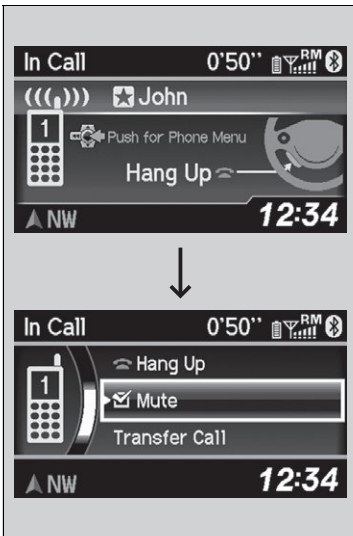 In Call 0'50'' RM
John
1 Push for Phone Menu
Hang Up
NW 12:34
In Call 0'50'' RM
Hang Up
1 Mute
Transfer Call
NW 12:34